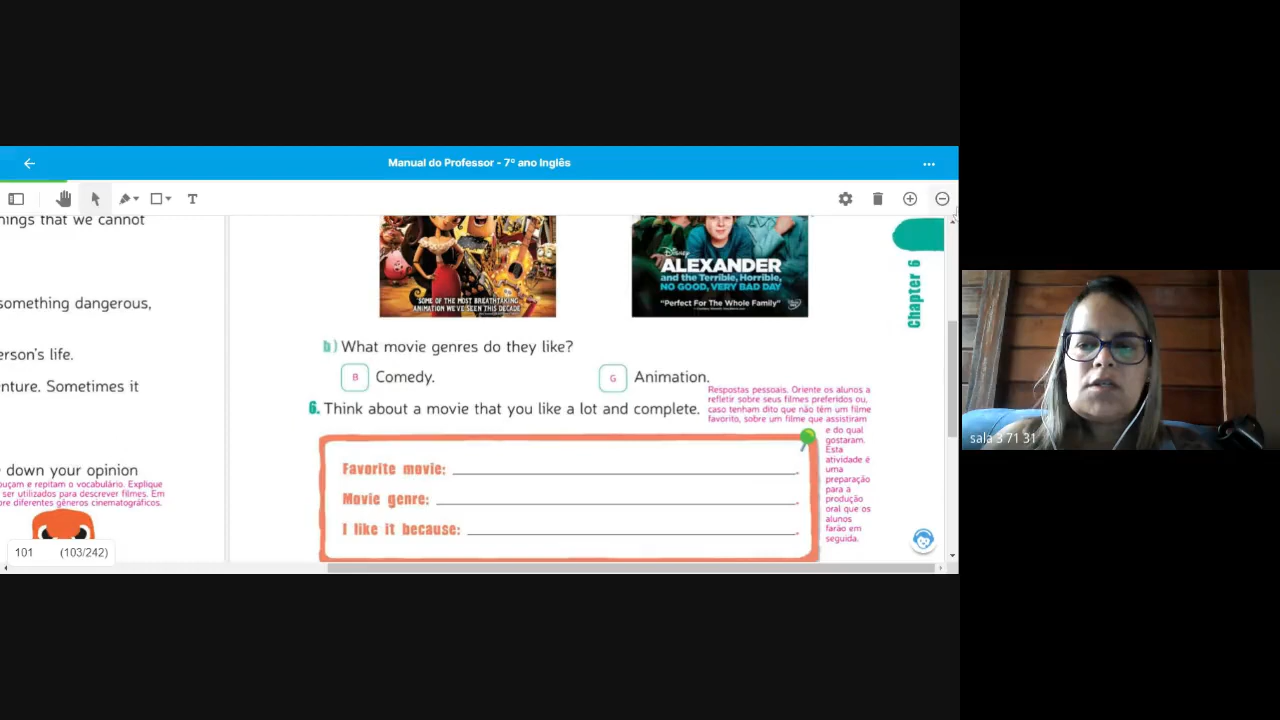 Manual do Professor - 7º ano Inglês
nings that we cannot
something dangerous,
erson's life.
enture. Sometimes it
down your opinion
ouçam e repitam o vocabulário. Explique
ser utilizados para descrever filmes. Em
bre diferentes gêneros cinematográficos.
101 (103/242)
SOME OF THE MOST BREATHTAKING
ANIMATION WE'VE SEEN THIS DECADE
Disney
ALEXANDER
and the Terrible, Horrible,
NO GOOD, VERY BAD DAY
"Perfect For The Whole Family"
Chapter 6
b) What movie genres do they like?
B Comedy.
G Animation.
6. Think about a movie that you like a lot and complete.
Respostas pessoais. Oriente os alunos a
refletir sobre seus filmes preferidos ou,
caso tenham dito que não têm um filme
favorito, sobre um filme que assistiram
e do qual
gostaram.
Esta
atividade é
uma
preparação
para a
produção
oral que os
alunos
farão em
seguida.
Favorite movie:
Movie genre:
I like it because:
sala 3 71 31